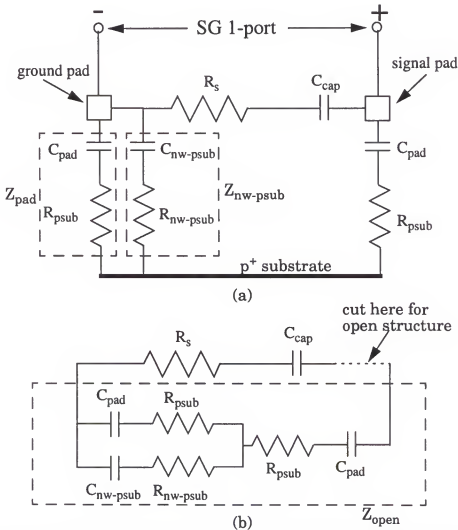 - +
SG 1-port
ground pad
signal pad
Rs
Ccap
Cpad
Cnw-psub
Cpad
Zpad
Rpsub
Rnw-psub
Znw-psub
Rpsub
p+ substrate
(a)
cut here for
open structure
Rs
Ccap
Cpad
Rpsub
Rpsub
Cpad
Cnw-psub
Rnw-psub
Zopen
(b)